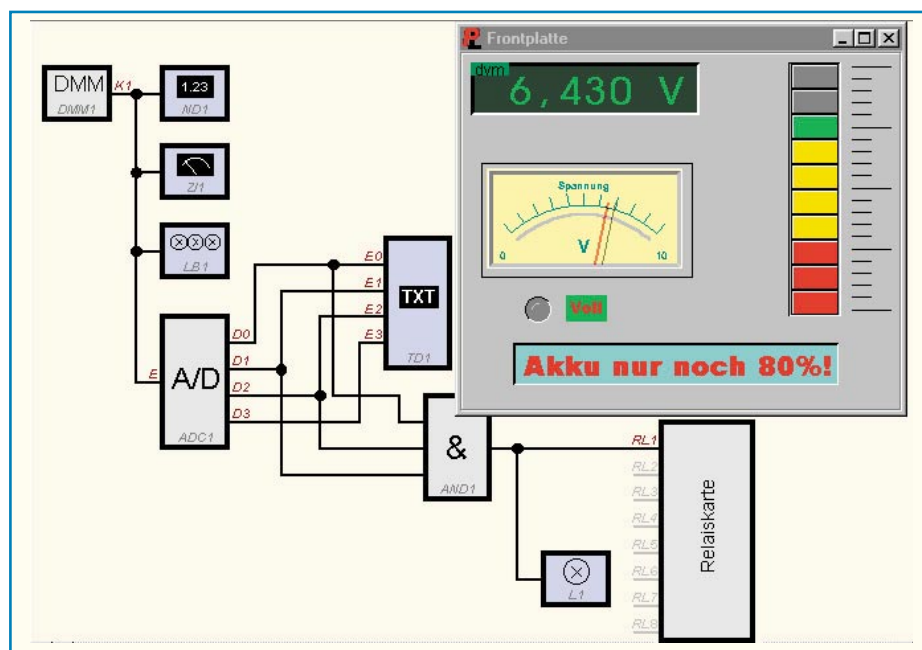 DMM
DMM1
K1
1.23
ND1
ZI1
LB1
E
A/D
ADC1
D0
D1
D2
D3
E0
E1
E2
E3
TXT
TD1
&
AND1
L1
RL1
RL2
RL3
RL4
RL5
RL6
RL7
RL8
Relaiskarte
Frontplatte
dvm
6,430 V
Spannung
0
V
10
Voll
Akku nur noch 80%!